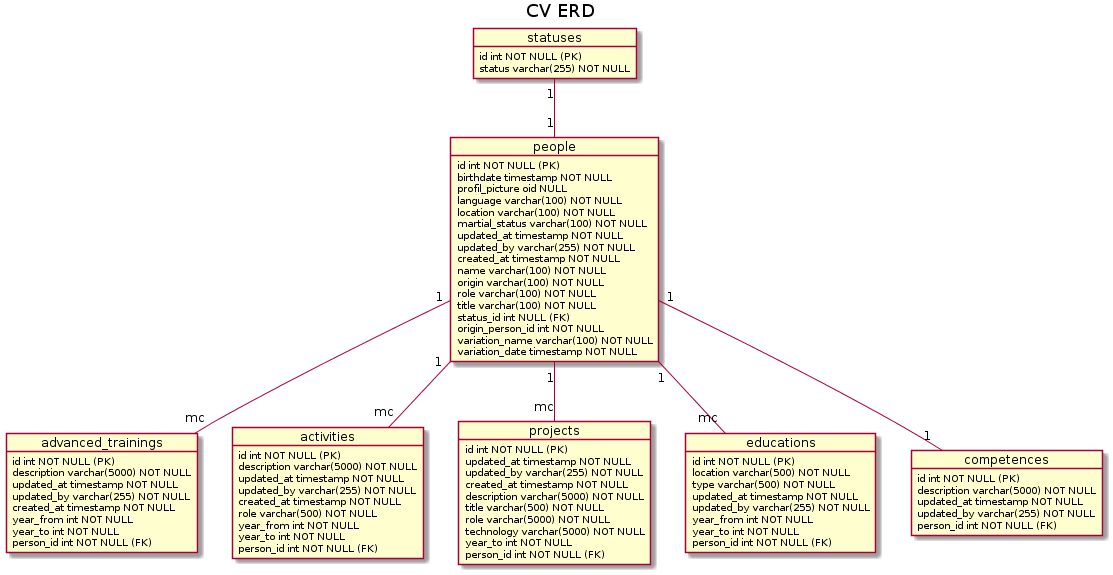 CV ERD
statuses
id int NOT NULL (PK)
status varchar(255) NOT NULL
1
1
people
id int NOT NULL (PK)
birthdate timestamp NOT NULL
profil_picture oid NULL
language varchar(100) NOT NULL
location varchar(100) NOT NULL
martial_status varchar(100) NOT NULL
updated_at timestamp NOT NULL
updated_by varchar(255) NOT NULL
created_at timestamp NOT NULL
name varchar(100) NOT NULL
origin varchar(100) NOT NULL
role varchar(100) NOT NULL
title varchar(100) NOT NULL
status_id int NULL (FK)
origin_person_id int NOT NULL
variation_name varchar(100) NOT NULL
variation_date timestamp NOT NULL
1
1
1
1
1
mc
mc
mc
mc
1
advanced_trainings
id int NOT NULL (PK)
description varchar(5000) NOT NULL
updated_at timestamp NOT NULL
updated_by varchar(255) NOT NULL
created_at timestamp NOT NULL
year_from int NOT NULL
year_to int NOT NULL
person_id int NOT NULL (FK)
activities
id int NOT NULL (PK)
description varchar(5000) NOT NULL
updated_at timestamp NOT NULL
updated_by varchar(255) NOT NULL
created_at timestamp NOT NULL
role varchar(500) NOT NULL
year_from int NOT NULL
year_to int NOT NULL
person_id int NOT NULL (FK)
projects
id int NOT NULL (PK)
updated_at timestamp NOT NULL
updated_by varchar(255) NOT NULL
created_at timestamp NOT NULL
description varchar(5000) NOT NULL
title varchar(500) NOT NULL
role varchar(5000) NOT NULL
technology varchar(5000) NOT NULL
year_to int NOT NULL
person_id int NOT NULL (FK)
educations
id int NOT NULL (PK)
location varchar(500) NOT NULL
type varchar(500) NOT NULL
updated_at timestamp NOT NULL
updated_by varchar(255) NOT NULL
year_from int NOT NULL
year_to int NOT NULL
person_id int NOT NULL (FK)
competences
id int NOT NULL (PK)
description varchar(5000) NOT NULL
updated_at timestamp NOT NULL
updated_by varchar(255) NOT NULL
person_id int NOT NULL (FK)